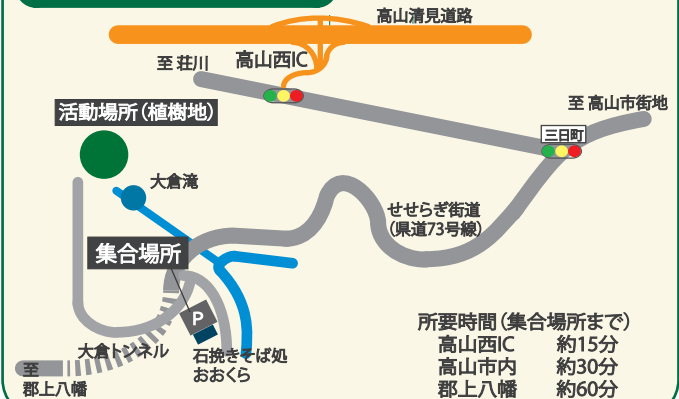 高山清見道路
至 荘川
高山西IC
至 高山市街地
活動場所（植樹地）
三日町
大倉滝
せせらぎ街道
（県道73号線）
集合場所
P
大倉トンネル
石挽きそば処
おおくら
至
郡上八幡
所要時間（集合場所まで）
高山西IC 約15分
高山市内 約30分
郡上八幡 約60分